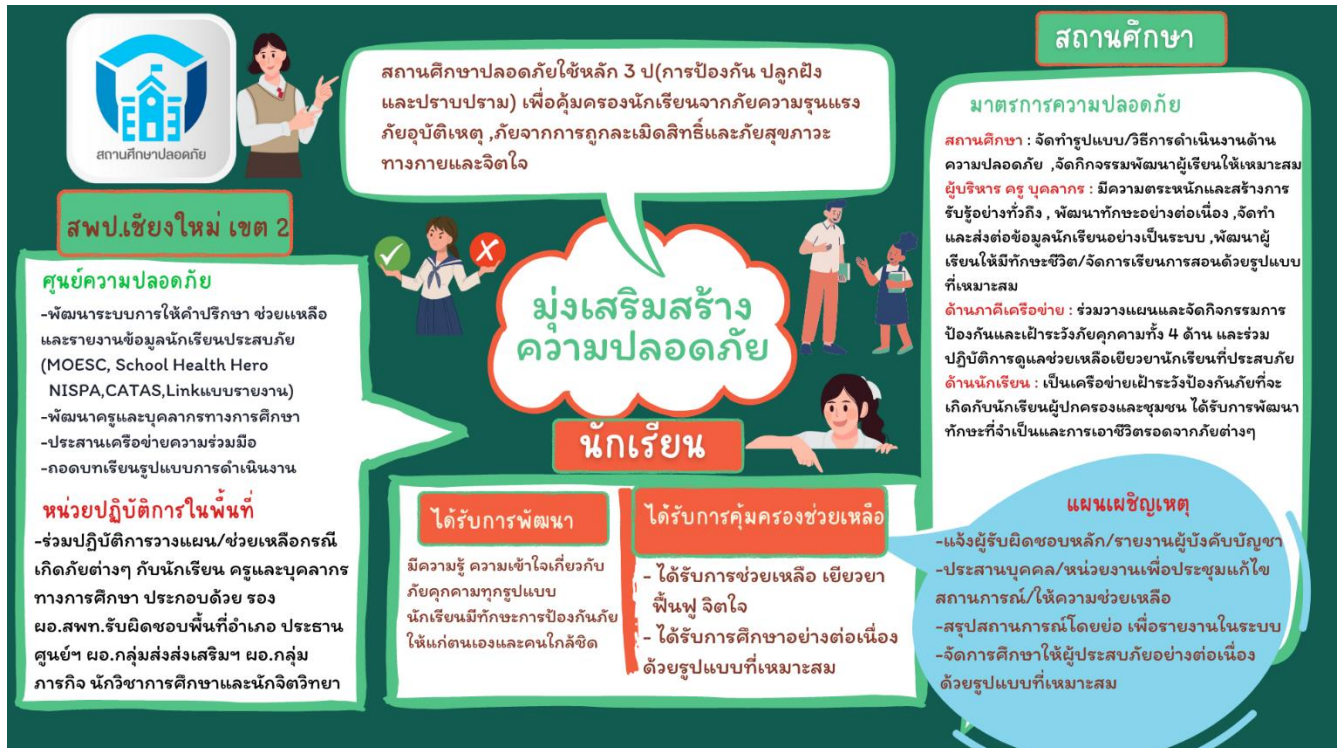 สถานศึกษาปลอดภัย
สพป.เชียงใหม่ เขต 2
ศูนย์ความปลอดภัย
-พัฒนาระบบการให้คำปรึกษา ช่วยเหลือ
และรายงานข้อมูลนักเรียนประสบภัย
(MOESC, School Health Hero
NISPA,CATAS,Linkแบบรายงาน)
-พัฒนาครูและบุคลากรทางการศึกษา
-ประสานเครือข่ายความร่วมมือ
-ถอดบทเรียนรูปแบบการดำเนินงาน
หน่วยปฏิบัติการในพื้นที่
-ร่วมปฏิบัติการวางแผน/ช่วยเหลือกรณี
เกิดภัยต่างๆ กับนักเรียน ครูและบุคลากร
ทางการศึกษา ประกอบด้วย รอง
ผอ.สพท.รับผิดชอบพื้นที่อำเภอ ประธาน
ศูนย์ฯ ผอ.กลุ่มส่งส่งเสริมฯ ผอ.กลุ่ม
ภารกิจ นักวิชาการศึกษาและนักจิตวิทยา
สถานศึกษาปลอดภัยใช้หลัก 3 ป(การป้องกัน ปลูกฝัง
และปราบปราม) เพื่อคุ้มครองนักเรียนจากภัยความรุนแรง
ภัยอุบัติเหตุ ,ภัยจากการถูกละเมิดสิทธิ์และภัยสุขภาวะ
ทางกายและจิตใจ
มุ่งเสริมสร้าง
ความปลอดภัย
นักเรียน
ได้รับการพัฒนา
มีความรู้ ความเข้าใจเกี่ยวกับ
ภัยคุกคามทุกรูปแบบ
นักเรียนมีทักษะการป้องกันภัย
ให้แก่ตนเองและคนใกล้ชิด
ได้รับการคุ้มครองช่วยเหลือ
- ได้รับการช่วยเหลือ เยียวยา
ฟื้นฟู จิตใจ
- ได้รับการศึกษาอย่างต่อเนื่อง
ด้วยรูปแบบที่เหมาะสม
สถานศึกษา
มาตรการความปลอดภัย
สถานศึกษา : จัดทำรูปแบบ/วิธีการดำเนินงานด้าน
ความปลอดภัย ,จัดกิจกรรมพัฒนาผู้เรียนให้เหมาะสม
ผู้บริหาร ครู บุคลากร : มีความตระหนักและสร้างการ
รับรู้อย่างทั่วถึง , พัฒนาทักษะอย่างต่อเนื่อง ,จัดทำ
และส่งต่อข้อมูลนักเรียนอย่างเป็นระบบ ,พัฒนาผู้
เรียนให้มีทักษะชีวิต/จัดการเรียนการสอนด้วยรูปแบบ
ที่เหมาะสม
ด้านภาคีเครือข่าย : ร่วมวางแผนและจัดกิจกรรมการ
ป้องกันและเฝ้าระวังภัยคุกคามทั้ง 4 ด้าน และร่วม
ปฏิบัติการดูแลช่วยเหลือเยียวยานักเรียนที่ประสบภัย
ด้านนักเรียน : เป็นเครือข่ายเฝ้าระวังป้องกันภัยที่จะ
เกิดกับนักเรียนผู้ปกครองและชุมชน ได้รับการพัฒนา
ทักษะที่จำเป็นและการเอาชีวิตรอดจากภัยต่างๆ
แผนเผชิญเหตุ
-แจ้งผู้รับผิดชอบหลัก/รายงานผู้บังคับบัญชา
-ประสานบุคคล/หน่วยงานเพื่อประชุมแก้ไข
สถานการณ์/ให้ความช่วยเหลือ
-สรุปสถานการณ์โดยย่อ เพื่อรายงานในระบบ
-จัดการศึกษาให้ผู้ประสบภัยอย่างต่อเนื่อง
ด้วยรูปแบบที่เหมาะสม